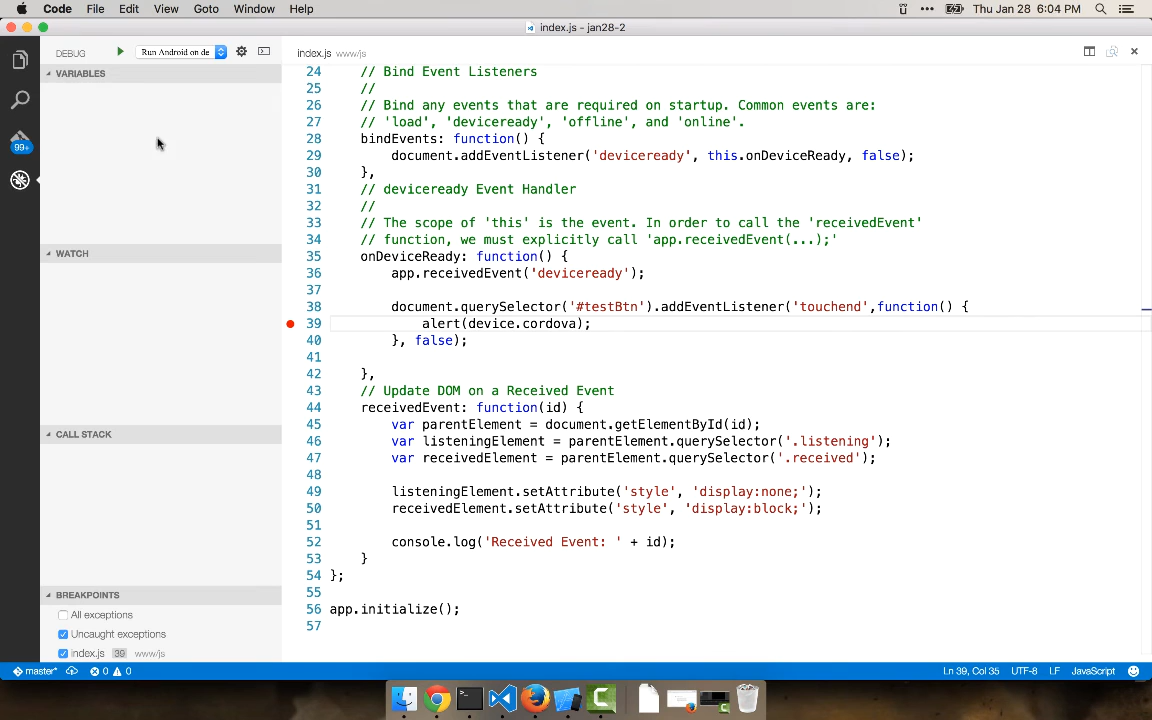 Code File Edit View Goto Window Help Thu Jan 28 6:04 PM
index.js - jan28-2
DEBUG Run Android on de
index.js www/js
VARIABLES
WATCH
CALL STACK
BREAKPOINTS
All exceptions
Uncaught exceptions
index.js 39 www/js
99+
24 // Bind Event Listeners
25 //
26 // Bind any events that are required on startup. Common events are:
27 // 'load', 'deviceready', 'offline', and 'online'.
28 bindEvents: function() {
29 document.addEventListener('deviceready', this.onDeviceReady, false);
30 },
31 // deviceready Event Handler
32 //
33 // The scope of 'this' is the event. In order to call the 'receivedEvent'
34 // function, we must explicitly call 'app.receivedEvent(...);'
35 onDeviceReady: function() {
36 app.receivedEvent('deviceready');
37
38 document.querySelector('#testBtn').addEventListener('touchend',function() {
39 alert(device.cordova);
40 }, false);
41
42 },
43 // Update DOM on a Received Event
44 receivedEvent: function(id) {
45 var parentElement = document.getElementById(id);
46 var listeningElement = parentElement.querySelector('.listening');
47 var receivedElement = parentElement.querySelector('.received');
48
49 listeningElement.setAttribute('style', 'display:none;');
50 receivedElement.setAttribute('style', 'display:block;');
51
52 console.log('Received Event: ' + id);
53 }
54 };
55
56 app.initialize();
57
master* 0 0 Ln 39, Col 35 UTF-8 LF JavaScript